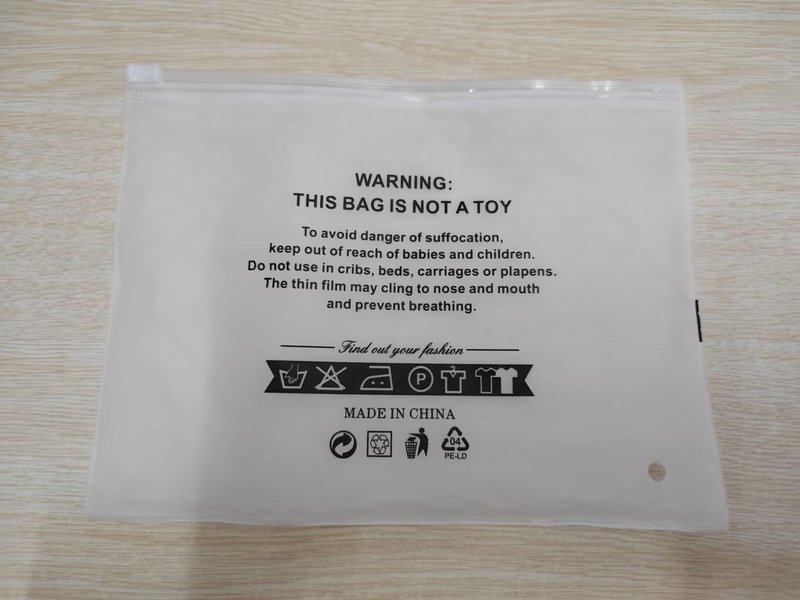 WARNING:
THIS BAG IS NOT A TOY
To avoid danger of suffocation,
keep out of reach of babies and children.
Do not use in cribs, beds, carriages or plapens.
The thin film may cling to nose and mouth
and prevent breathing.
Find out your fashion
P 2
MADE IN CHINA
04
PE-LD